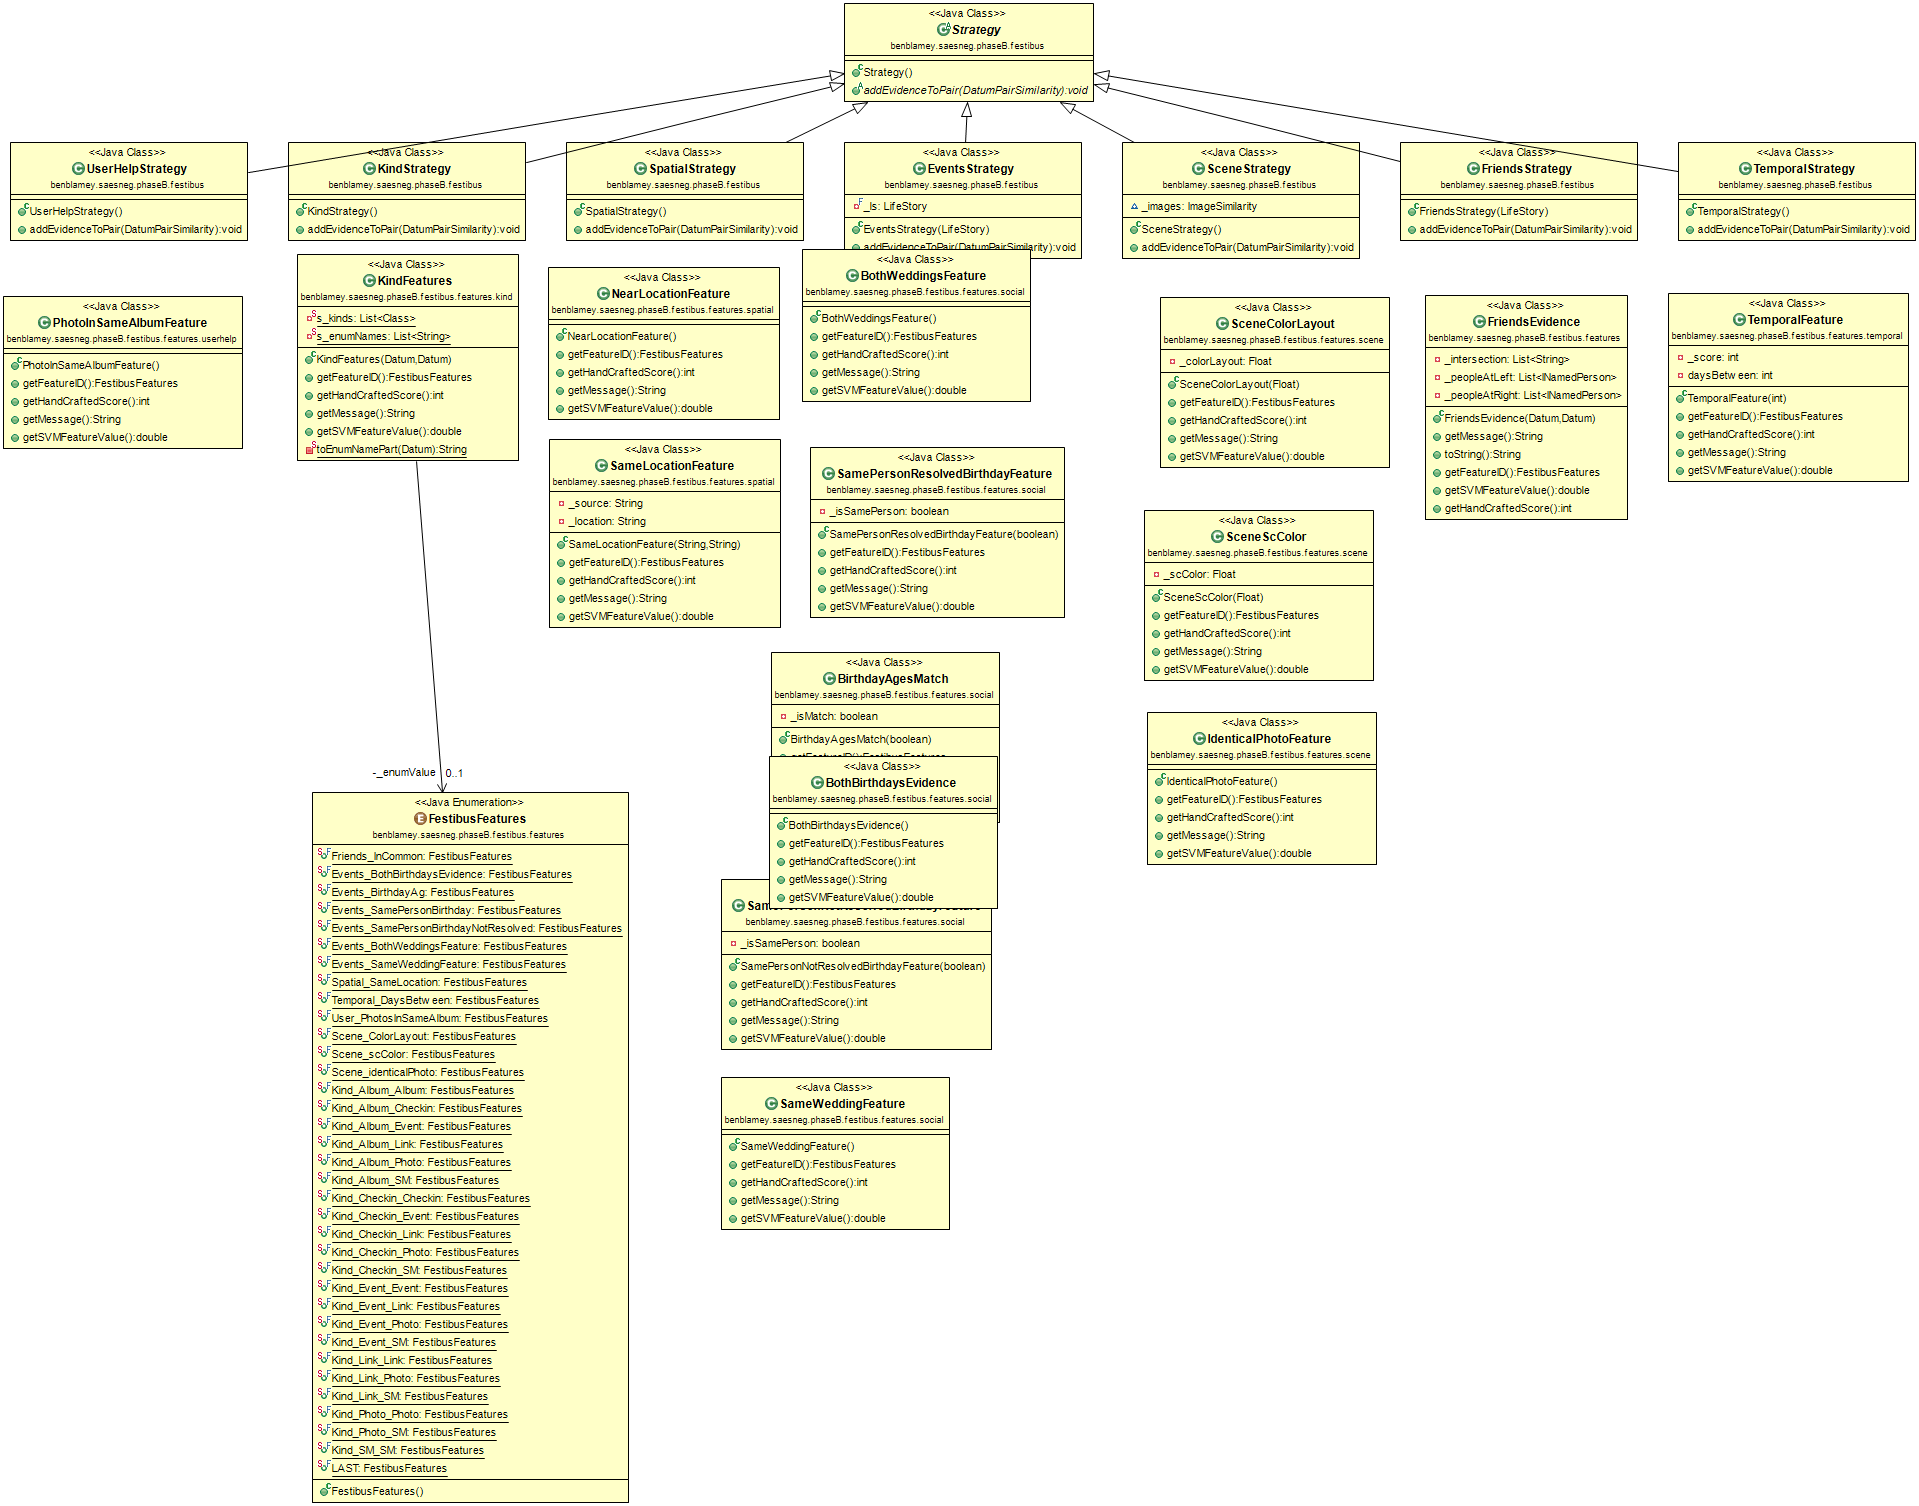 <<Java Class>>
Strategy
benblamey.saesneg.phaseB.festibus
Strategy()
addEvidenceToPair(DatumPairSimilarity):void
<<Java Class>>
UserHelpStrategy
benblamey.saesneg.phaseB.festibus
UserHelpStrategy()
addEvidenceToPair(DatumPairSimilarity):void
<<Java Class>>
KindStrategy
benblamey.saesneg.phaseB.festibus
KindStrategy()
addEvidenceToPair(DatumPairSimilarity):void
<<Java Class>>
SpatialStrategy
benblamey.saesneg.phaseB.festibus
SpatialStrategy()
addEvidenceToPair(DatumPairSimilarity):void
<<Java Class>>
EventsStrategy
benblamey.saesneg.phaseB.festibus
_ls: LifeStory
EventsStrategy(LifeStory)
addEvidenceToPair(DatumPairSimilarity):void
<<Java Class>>
SceneStrategy
benblamey.saesneg.phaseB.festibus
_images: ImageSimilarity
SceneStrategy()
addEvidenceToPair(DatumPairSimilarity):void
<<Java Class>>
FriendsStrategy
benblamey.saesneg.phaseB.festibus
FriendsStrategy(LifeStory)
addEvidenceToPair(DatumPairSimilarity):void
<<Java Class>>
TemporalStrategy
benblamey.saesneg.phaseB.festibus
TemporalStrategy()
addEvidenceToPair(DatumPairSimilarity):void
<<Java Class>>
PhotoInSameAlbumFeature
benblamey.saesneg.phaseB.festibus.features.userhelp
PhotoInSameAlbumFeature()
getFeatureID():FestibusFeatures
getHandCraftedScore():int
getMessage():String
getSVMFeatureValue():double
<<Java Class>>
KindFeatures
benblamey.saesneg.phaseB.festibus.features.kind
s_kinds: List<Class>
s_enumNames: List<String>
KindFeatures(Datum,Datum)
getFeatureID():FestibusFeatures
getHandCraftedScore():int
getMessage():String
getSVMFeatureValue():double
toEnumNamePart(Datum):String
<<Java Class>>
NearLocationFeature
benblamey.saesneg.phaseB.festibus.features.spatial
NearLocationFeature()
getFeatureID():FestibusFeatures
getHandCraftedScore():int
getMessage():String
getSVMFeatureValue():double
<<Java Class>>
BothWeddingsFeature
benblamey.saesneg.phaseB.festibus.features.social
BothWeddingsFeature()
getFeatureID():FestibusFeatures
getHandCraftedScore():int
getMessage():String
getSVMFeatureValue():double
<<Java Class>>
SceneColorLayout
benblamey.saesneg.phaseB.festibus.features.scene
_colorLayout: Float
SceneColorLayout(Float)
getFeatureID():FestibusFeatures
getHandCraftedScore():int
getMessage():String
getSVMFeatureValue():double
<<Java Class>>
FriendsEvidence
benblamey.saesneg.phaseB.festibus.features
_intersection: List<String>
_peopleAtLeft: List<INamedPerson>
_peopleAtRight: List<INamedPerson>
FriendsEvidence(Datum,Datum)
getMessage():String
toString():String
getFeatureID():FestibusFeatures
getSVMFeatureValue():double
getHandCraftedScore():int
<<Java Class>>
TemporalFeature
benblamey.saesneg.phaseB.festibus.features.temporal
_score: int
daysBetween: int
TemporalFeature(int)
getFeatureID():FestibusFeatures
getHandCraftedScore():int
getMessage():String
getSVMFeatureValue():double
<<Java Class>>
SameLocationFeature
benblamey.saesneg.phaseB.festibus.features.spatial
_source: String
_location: String
SameLocationFeature(String,String)
getFeatureID():FestibusFeatures
getHandCraftedScore():int
getMessage():String
getSVMFeatureValue():double
<<Java Class>>
SamePersonResolvedBirthdayFeature
benblamey.saesneg.phaseB.festibus.features.social
_isSamePerson: boolean
SamePersonResolvedBirthdayFeature(boolean)
getFeatureID():FestibusFeatures
getHandCraftedScore():int
getMessage():String
getSVMFeatureValue():double
<<Java Class>>
SceneScColor
benblamey.saesneg.phaseB.festibus.features.scene
_scColor: Float
SceneScColor(Float)
getFeatureID():FestibusFeatures
getHandCraftedScore():int
getMessage():String
getSVMFeatureValue():double
<<Java Class>>
BirthdayAgesMatch
benblamey.saesneg.phaseB.festibus.features.social
_isMatch: boolean
BirthdayAgesMatch(boolean)
<<Java Class>>
BothBirthdaysEvidence
benblamey.saesneg.phaseB.festibus.features.social
BothBirthdaysEvidence()
getFeatureID():FestibusFeatures
getHandCraftedScore():int
getMessage():String
getSVMFeatureValue():double
<<Java Class>>
IdenticalPhotoFeature
benblamey.saesneg.phaseB.festibus.features.scene
IdenticalPhotoFeature()
getFeatureID():FestibusFeatures
getHandCraftedScore():int
getMessage():String
getSVMFeatureValue():double
benblamey.saesneg.phaseB.festibus.features.social
_isSamePerson: boolean
SamePersonNotResolvedBirthdayFeature(boolean)
getFeatureID():FestibusFeatures
getHandCraftedScore():int
getMessage():String
getSVMFeatureValue():double
<<Java Class>>
SameWeddingFeature
benblamey.saesneg.phaseB.festibus.features.social
SameWeddingFeature()
getFeatureID():FestibusFeatures
getHandCraftedScore():int
getMessage():String
getSVMFeatureValue():double
-_enumValue 0..1
<<Java Enumeration>>
FestibusFeatures
benblamey.saesneg.phaseB.festibus.features
Friends_InCommon: FestibusFeatures
Events_BothBirthdaysEvidence: FestibusFeatures
Events_BirthdayAg: FestibusFeatures
Events_SamePersonBirthday: FestibusFeatures
Events_SamePersonBirthdayNotResolved: FestibusFeatures
Events_BothWeddingsFeature: FestibusFeatures
Events_SameWeddingFeature: FestibusFeatures
Spatial_SameLocation: FestibusFeatures
Temporal_DaysBetween: FestibusFeatures
User_PhotosInSameAlbum: FestibusFeatures
Scene_ColorLayout: FestibusFeatures
Scene_scColor: FestibusFeatures
Scene_identicalPhoto: FestibusFeatures
Kind_Album_Album: FestibusFeatures
Kind_Album_Checkin: FestibusFeatures
Kind_Album_Event: FestibusFeatures
Kind_Album_Link: FestibusFeatures
Kind_Album_Photo: FestibusFeatures
Kind_Album_SM: FestibusFeatures
Kind_Checkin_Checkin: FestibusFeatures
Kind_Checkin_Event: FestibusFeatures
Kind_Checkin_Link: FestibusFeatures
Kind_Checkin_Photo: FestibusFeatures
Kind_Checkin_SM: FestibusFeatures
Kind_Event_Event: FestibusFeatures
Kind_Event_Link: FestibusFeatures
Kind_Event_Photo: FestibusFeatures
Kind_Event_SM: FestibusFeatures
Kind_Link_Link: FestibusFeatures
Kind_Link_Photo: FestibusFeatures
Kind_Link_SM: FestibusFeatures
Kind_Photo_Photo: FestibusFeatures
Kind_Photo_SM: FestibusFeatures
Kind_SM_SM: FestibusFeatures
LAST: FestibusFeatures
FestibusFeatures()